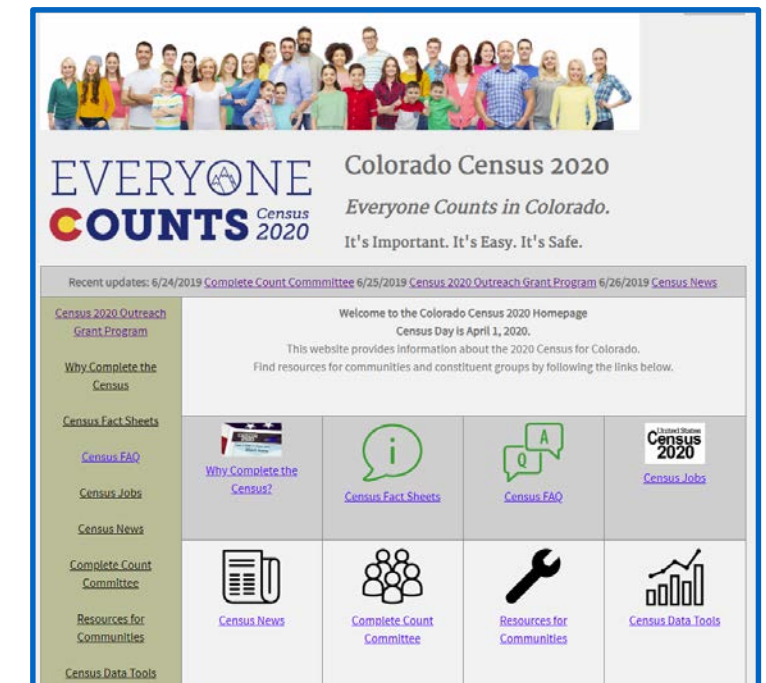 EVERYONE
COUNTS Census
2020
Colorado Census 2020
Everyone Counts in Colorado.
It's Important. It's Easy. It's Safe.
Recent updates: 6/24/2019 Complete Count Commmittee 6/25/2019 Census 2020 Outreach Grant Program 6/26/2019 Census News
Census 2020 Outreach
Grant Program
Why Complete the
Census
Census Fact Sheets
Census FAQ
Census Jobs
Census News
Complete Count
Committee
Resources for
Communities
Census Data Tools
Welcome to the Colorado Census 2020 Homepage
Census Day is April 1, 2020.
This website provides information about the 2020 Census for Colorado.
Find resources for communities and constituent groups by following the links below.
Why Complete the
Census?
i
Census Fact Sheets
A
Q
Census FAQ
United States
Census
2020
Census Jobs
Census News
Complete Count
Committee
Resources for
Communities
Census Data Tools